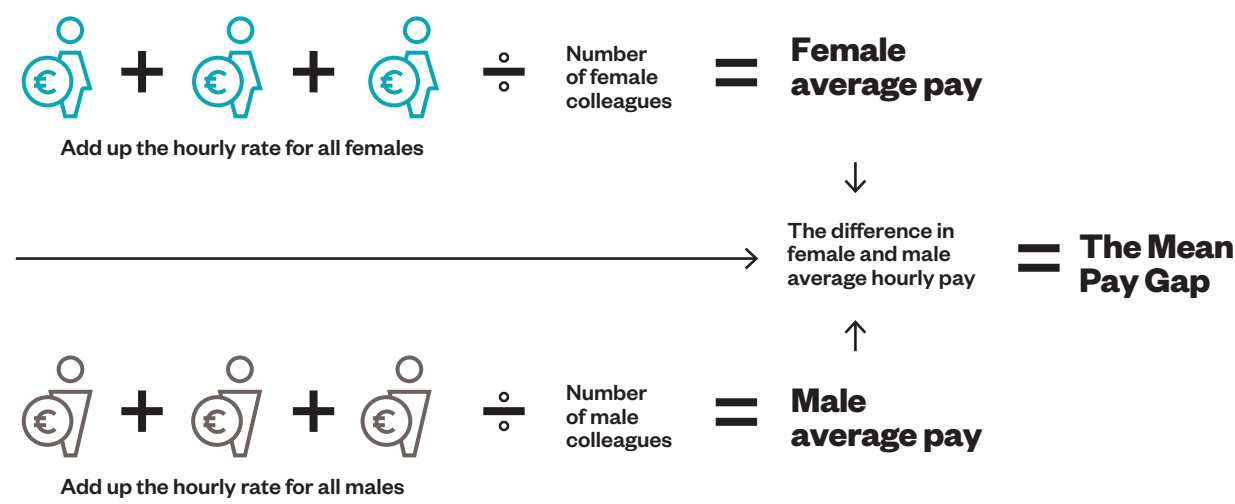 € + € + € ÷ Number
of female
colleagues = Female
average pay
Add up the hourly rate for all females
The difference in
female and male
average hourly pay = The Mean
Pay Gap
€ + € + € ÷ Number
of male
colleagues = Male
average pay
Add up the hourly rate for all males